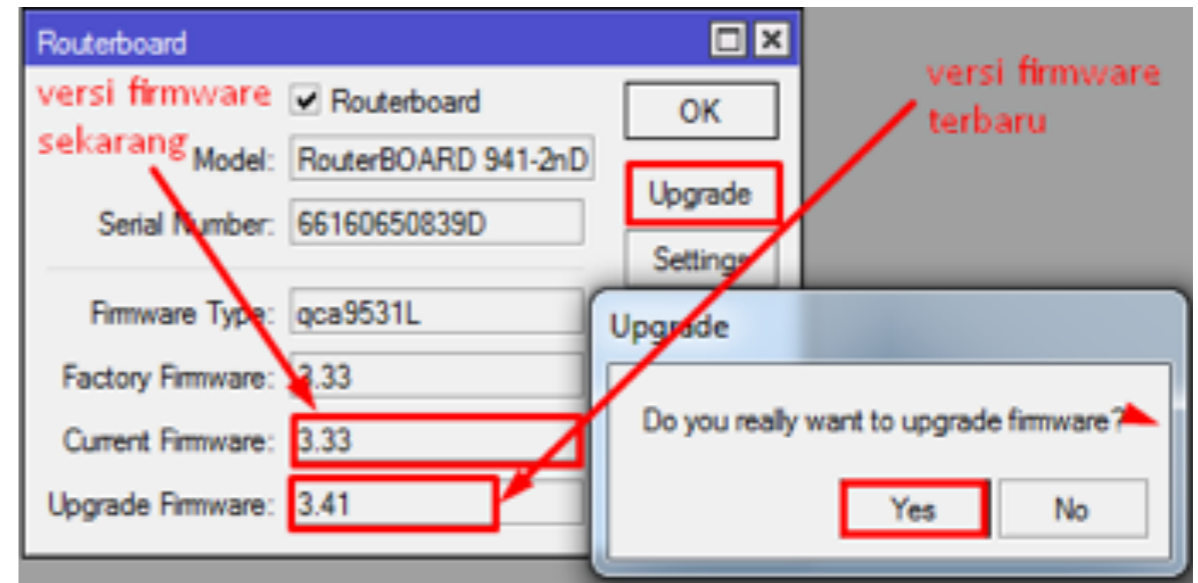 Routerboard
versi firmware
sekarang
versi firmware
terbaru
Routerboard
OK
Model: RouterBOARD 941-2nD
Upgrade
Serial Number: 66160650839D
Settings
Firmware Type: qca9531L
Factory Firmware: 3.33
Current Firmware: 3.33
Upgrade Firmware: 3.41
Upgrade
Do you really want to upgrade firmware?
Yes
No